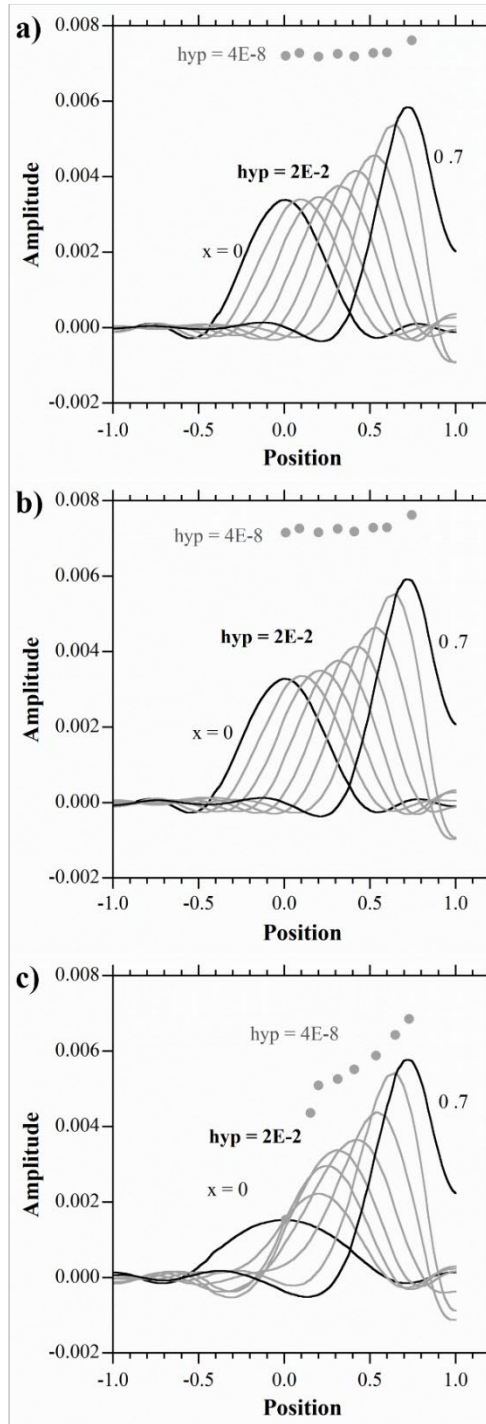 a)
0.008
hyp = 4E-8
0.006
hyp = 2E-2
0 .7
0.004
x = 0
Amplitude
0.002
0.000
-0.002
-1.0 -0.5 0.0 0.5 1.0
Position
b)
0.008
hyp = 4E-8
0.006
hyp = 2E-2
0 .7
0.004
x = 0
Amplitude
0.002
0.000
-0.002
-1.0 -0.5 0.0 0.5 1.0
Position
c)
0.008
hyp = 4E-8
0.006
0 .7
hyp = 2E-2
0.004
x = 0
Amplitude
0.002
0.000
-0.002
-1.0 -0.5 0.0 0.5 1.0
Position